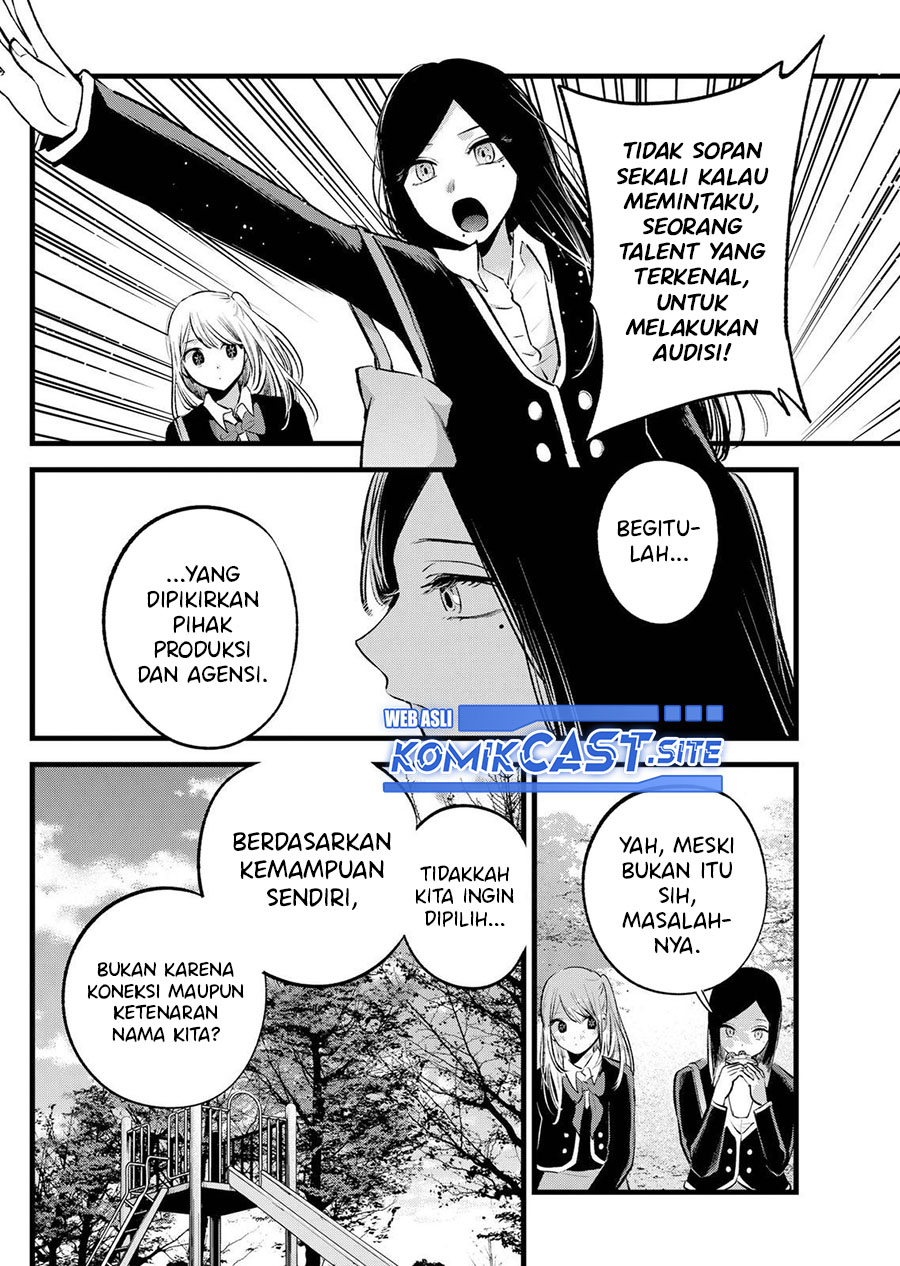 TIDAK SOPAN
SEKALI KALAU
MEMINTAKU,
SEORANG
TALENT YANG
TERKENAL,
UNTUK
MELAKUKAN
AUDISI!
BEGITU-
LAH...
...YANG
DIPIKIRKAN
PIHAK
PRODUKSI
DAN AGENSI.
WEB ASLI
KOMIKCAST.SITE
YAH, MESKI
BUKAN ITU
SIH,
MASALAH-
NYA.
TIDAKKAH
KITA INGIN
DIPILIH...
BERDASARKAN
KEMAMPUAN
SENDIRI,
BUKAN KARENA
KONEKSI MAUPUN
KETENARAN
NAMA KITA?